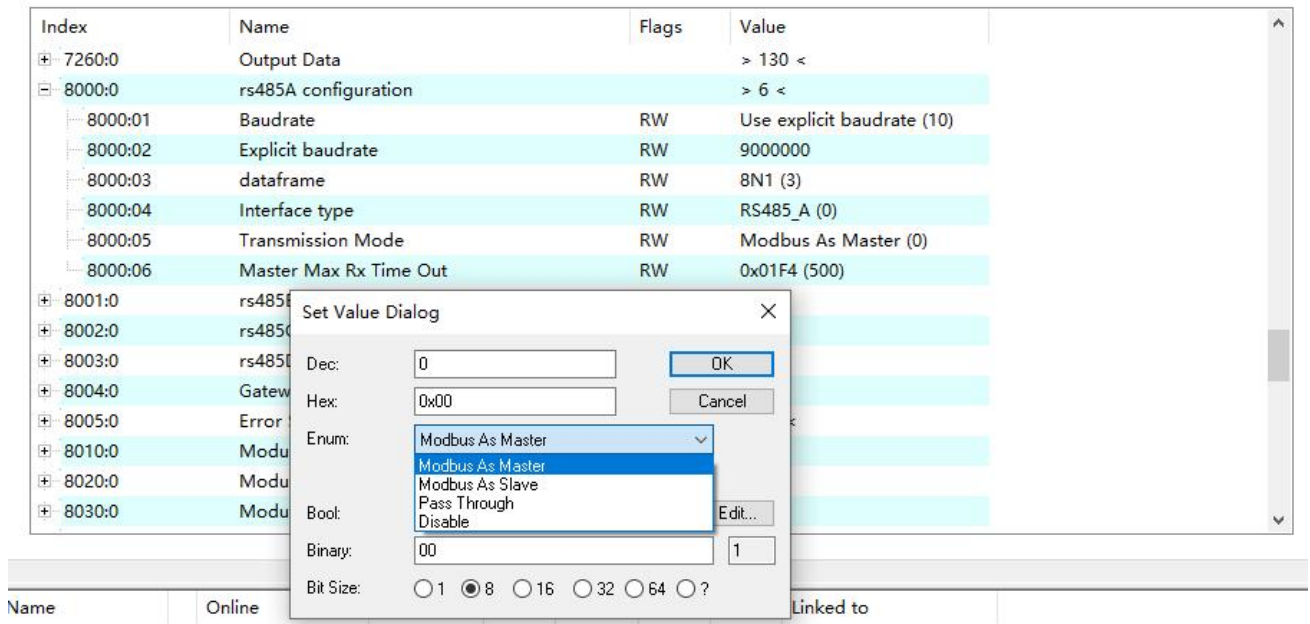 Index Name Flags Value
7260:0 Output Data > 130 <
8000:0 rs485A configuration > 6 <
8000:01 Baudrate RW Use explicit baudrate (10)
8000:02 Explicit baudrate RW 9000000
8000:03 dataframe RW 8N1 (3)
8000:04 Interface type RW RS485_A (0)
8000:05 Transmission Mode RW Modbus As Master (0)
8000:06 Master Max Rx Time Out RW 0x01F4 (500)
8001:0
8002:0
8003:0
8004:0
8005:0 Error <
8010:0
8020:0
8030:0
Set Value Dialog
Dec: 0 OK
Hex: 0x00 Cancel
Enum: Modbus As Master
Modbus As Master
Modbus As Slave
Pass Through
Disable
Bool: Edit...
Binary: 00 1
Bit Size: 1 8 16 32 64 ?
Name Online Linked to